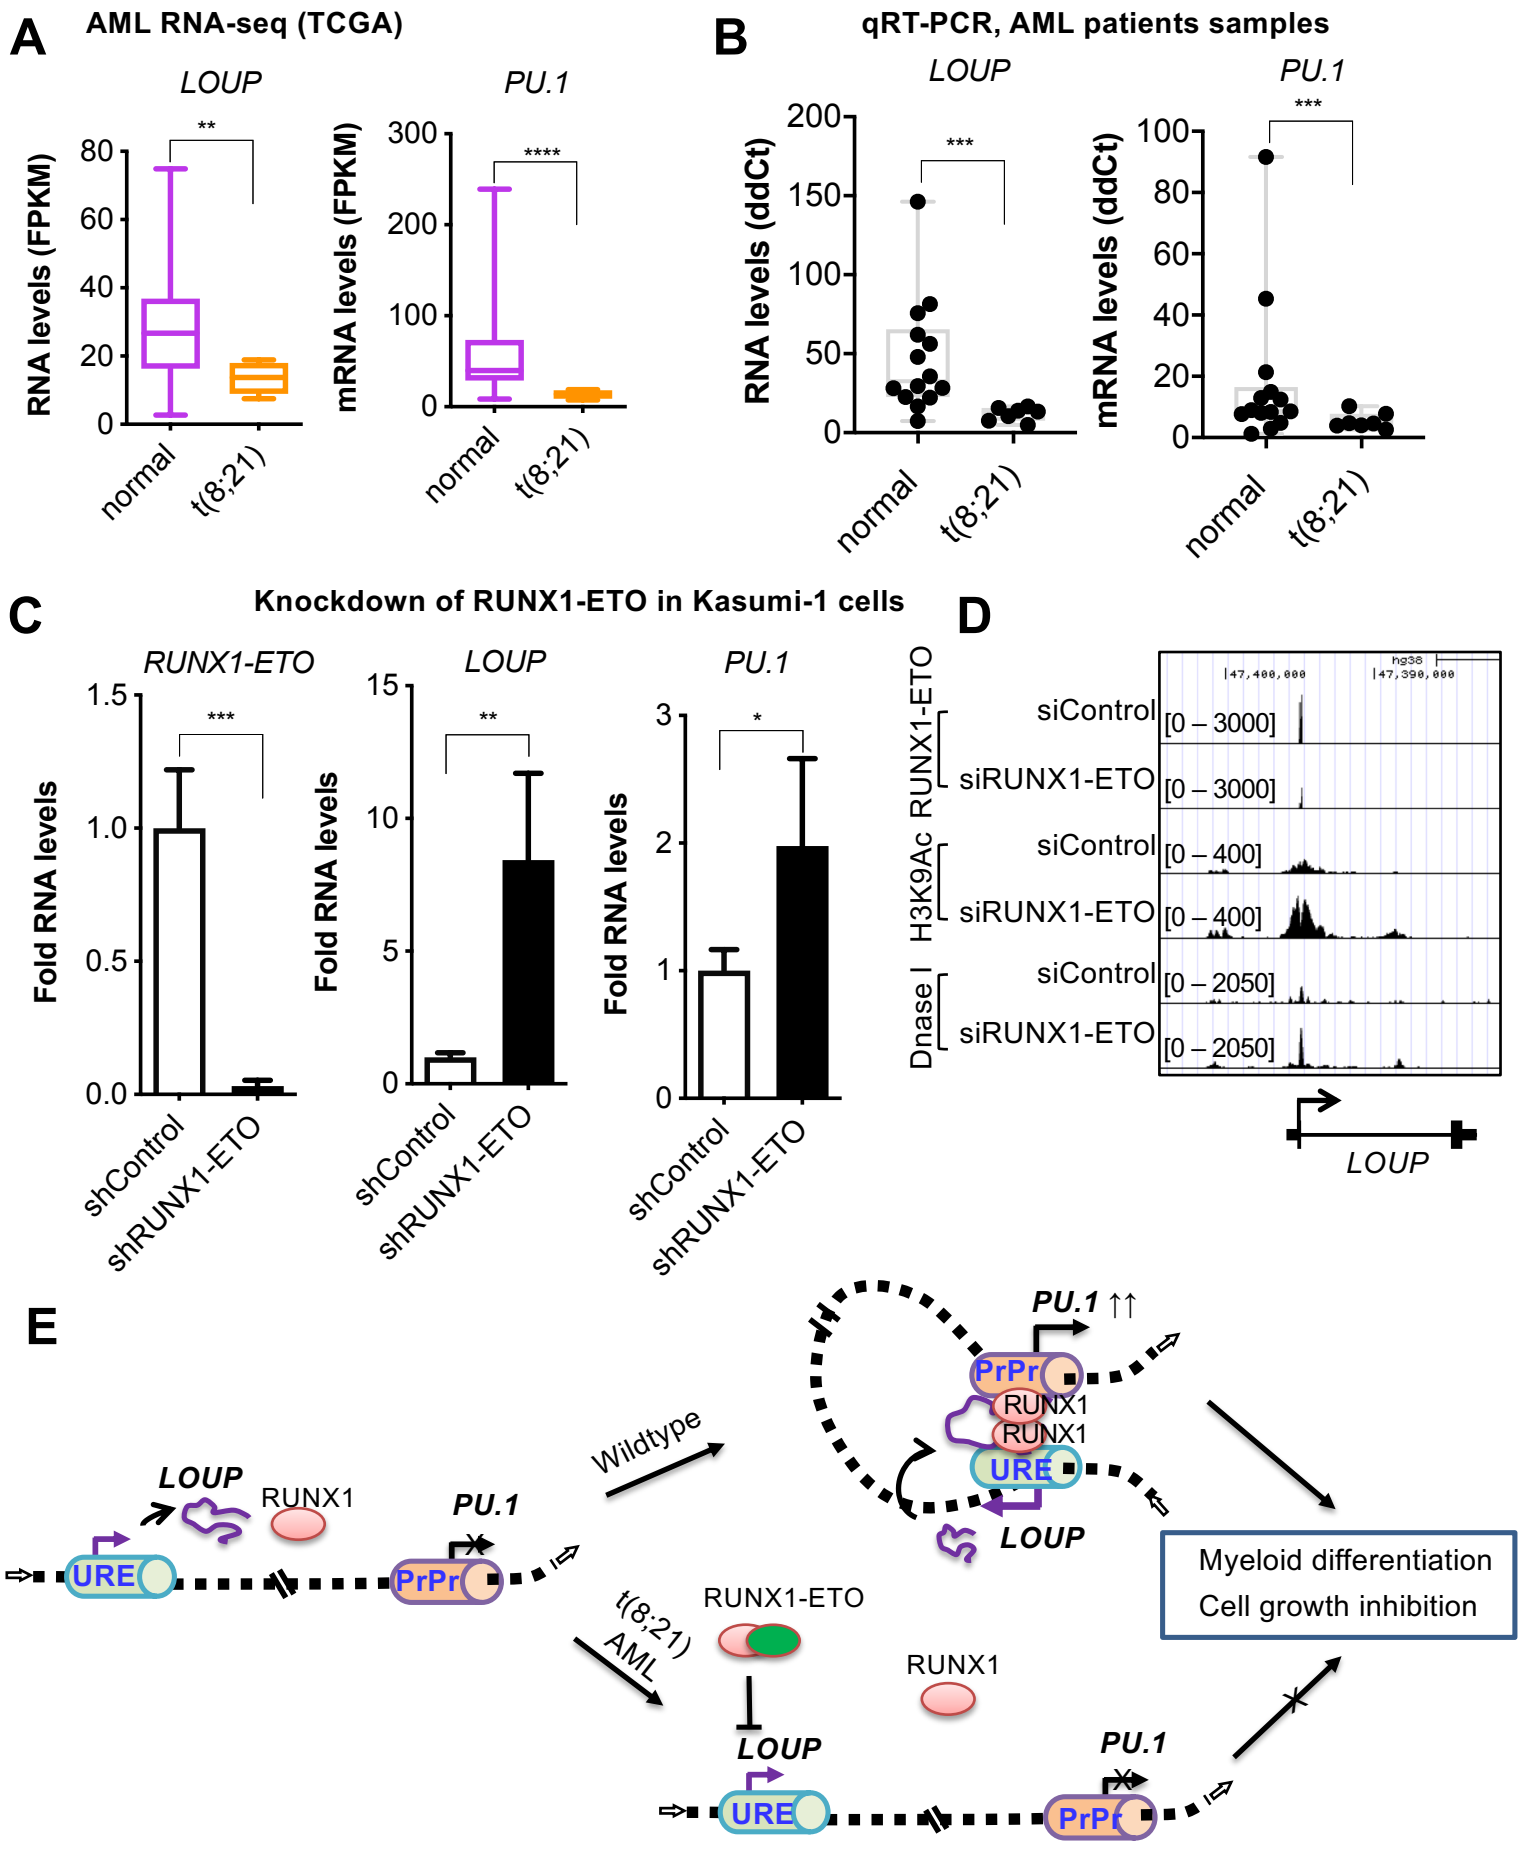 A
AML RNA-seq (TCGA)
LOUP
**
RNA levels (FPKM)
80
60
40
20
0
normal
t(8;21)
PU.1
****
mRNA levels (FPKM)
300
200
100
0
normal
t(8;21)
B
qRT-PCR, AML patients samples
LOUP
***
RNA levels (ddCt)
200
150
100
50
0
normal
t(8;21)
PU.1
***
mRNA levels (ddCt)
100
80
60
40
20
0
normal
t(8;21)
C
Knockdown of RUNX1-ETO in Kasumi-1 cells
RUNX1-ETO
***
Fold RNA levels
1.5
1.0
0.5
0.0
shControl
shRUNX1-ETO
LOUP
**
Fold RNA levels
15
10
5
0
shControl
shRUNX1-ETO
PU.1
*
Fold RNA levels
3
2
1
0
shControl
shRUNX1-ETO
D
hg38
47,400,000
47,390,000
RUNX1-ETO
siControl
[0 – 3000]
siRUNX1-ETO
[0 – 3000]
H3K9Ac
siControl
[0 – 400]
siRUNX1-ETO
[0 – 400]
Dnase I
siControl
[0 – 2050]
siRUNX1-ETO
[0 – 2050]
LOUP
E
LOUP
RUNX1
PU.1
X
URE
PrPr
Wildtype
PU.1 ↑↑
PrPr
RUNX1
RUNX1
URE
LOUP
Myeloid differentiation
Cell growth inhibition
t(8;21)
AML
RUNX1-ETO
RUNX1
LOUP
URE
PU.1
X
PrPr
X